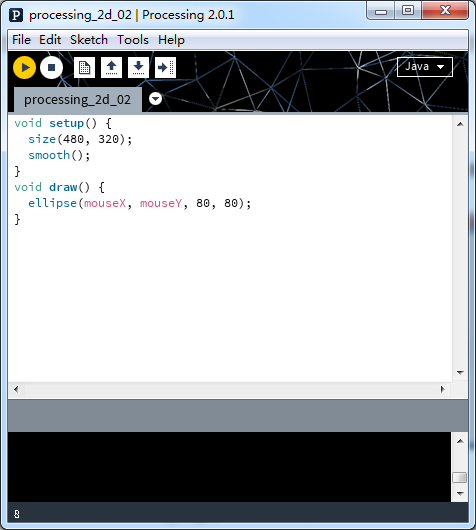 processing_2d_02 | Processing 2.0.1
File Edit Sketch Tools Help
Java
processing_2d_02
void setup() {
  size(480, 320);
  smooth();
}
void draw() {
  ellipse(mouseX, mouseY, 80, 80);
}
8